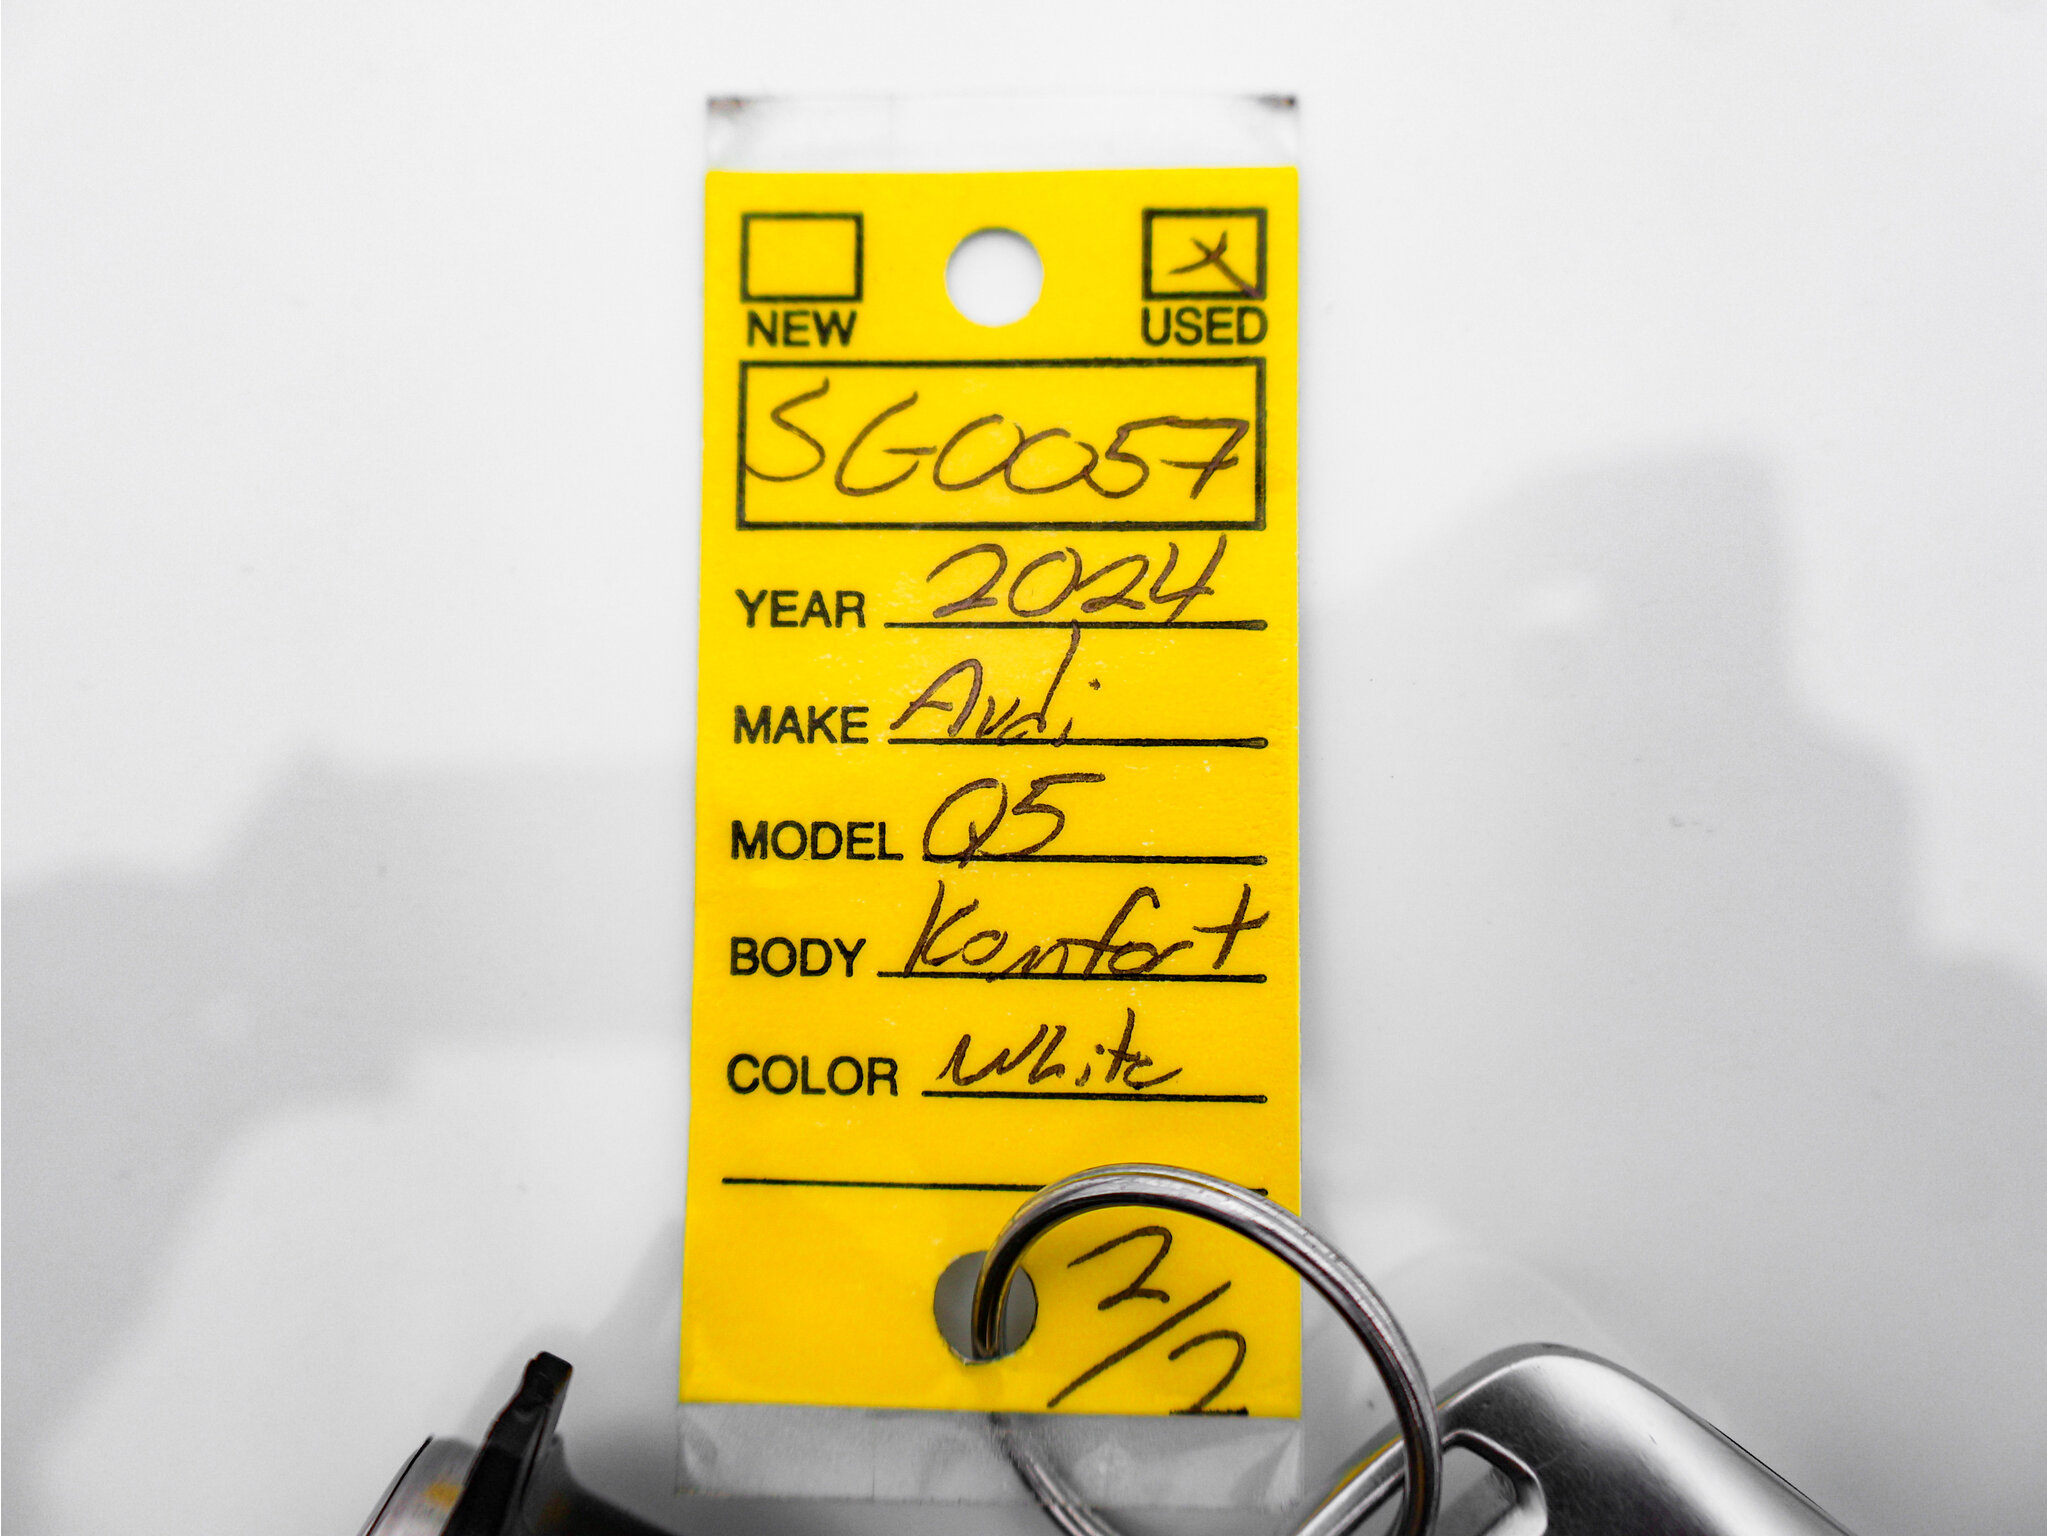 NEW USED
SG0057
YEAR 2024
MAKE Audi
MODEL Q5
BODY Komfort
COLOR White
2/2